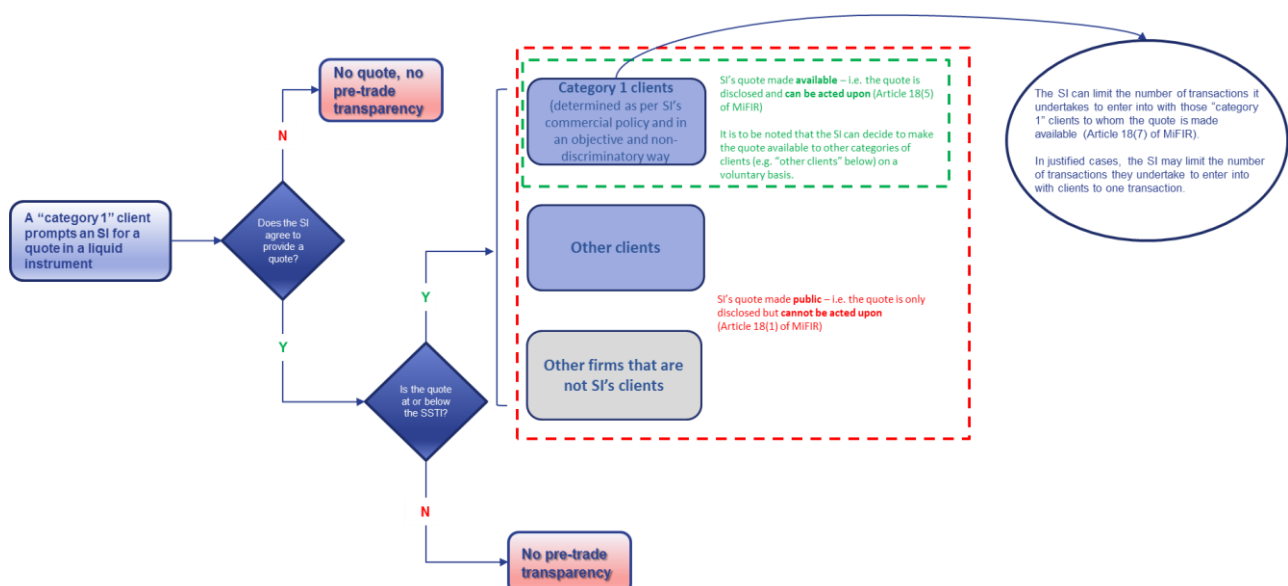 No quote, no
pre-trade
transparency
N
A “category 1” client
prompts an SI for a
quote in a liquid
instrument
Does the SI
agree to
provide a
quote?
Y
Y
Is the quote
at or below
the SSTI?
N
No pre-trade
transparency
Category 1 clients
(determined as per SI’s
commercial policy and in
an objective and non-
discriminatory way
SI’s quote made available – i.e. the quote is
disclosed and can be acted upon (Article 18(5)
of MiFIR)
It is to be noted that the SI can decide to make
the quote available to other categories of
clients (e.g. “other clients” below) on a
voluntary basis.
Other clients
Other firms that are
not SI’s clients
SI’s quote made public – i.e. the quote is only
disclosed but cannot be acted upon
(Article 18(1) of MiFIR)
The SI can limit the number of transactions it
undertakes to enter into with those “category
1” clients to whom the quote is made
available (Article 18(7) of MiFIR).
In justified cases, the SI may limit the number
of transactions they undertake to enter into
with clients to one transaction.